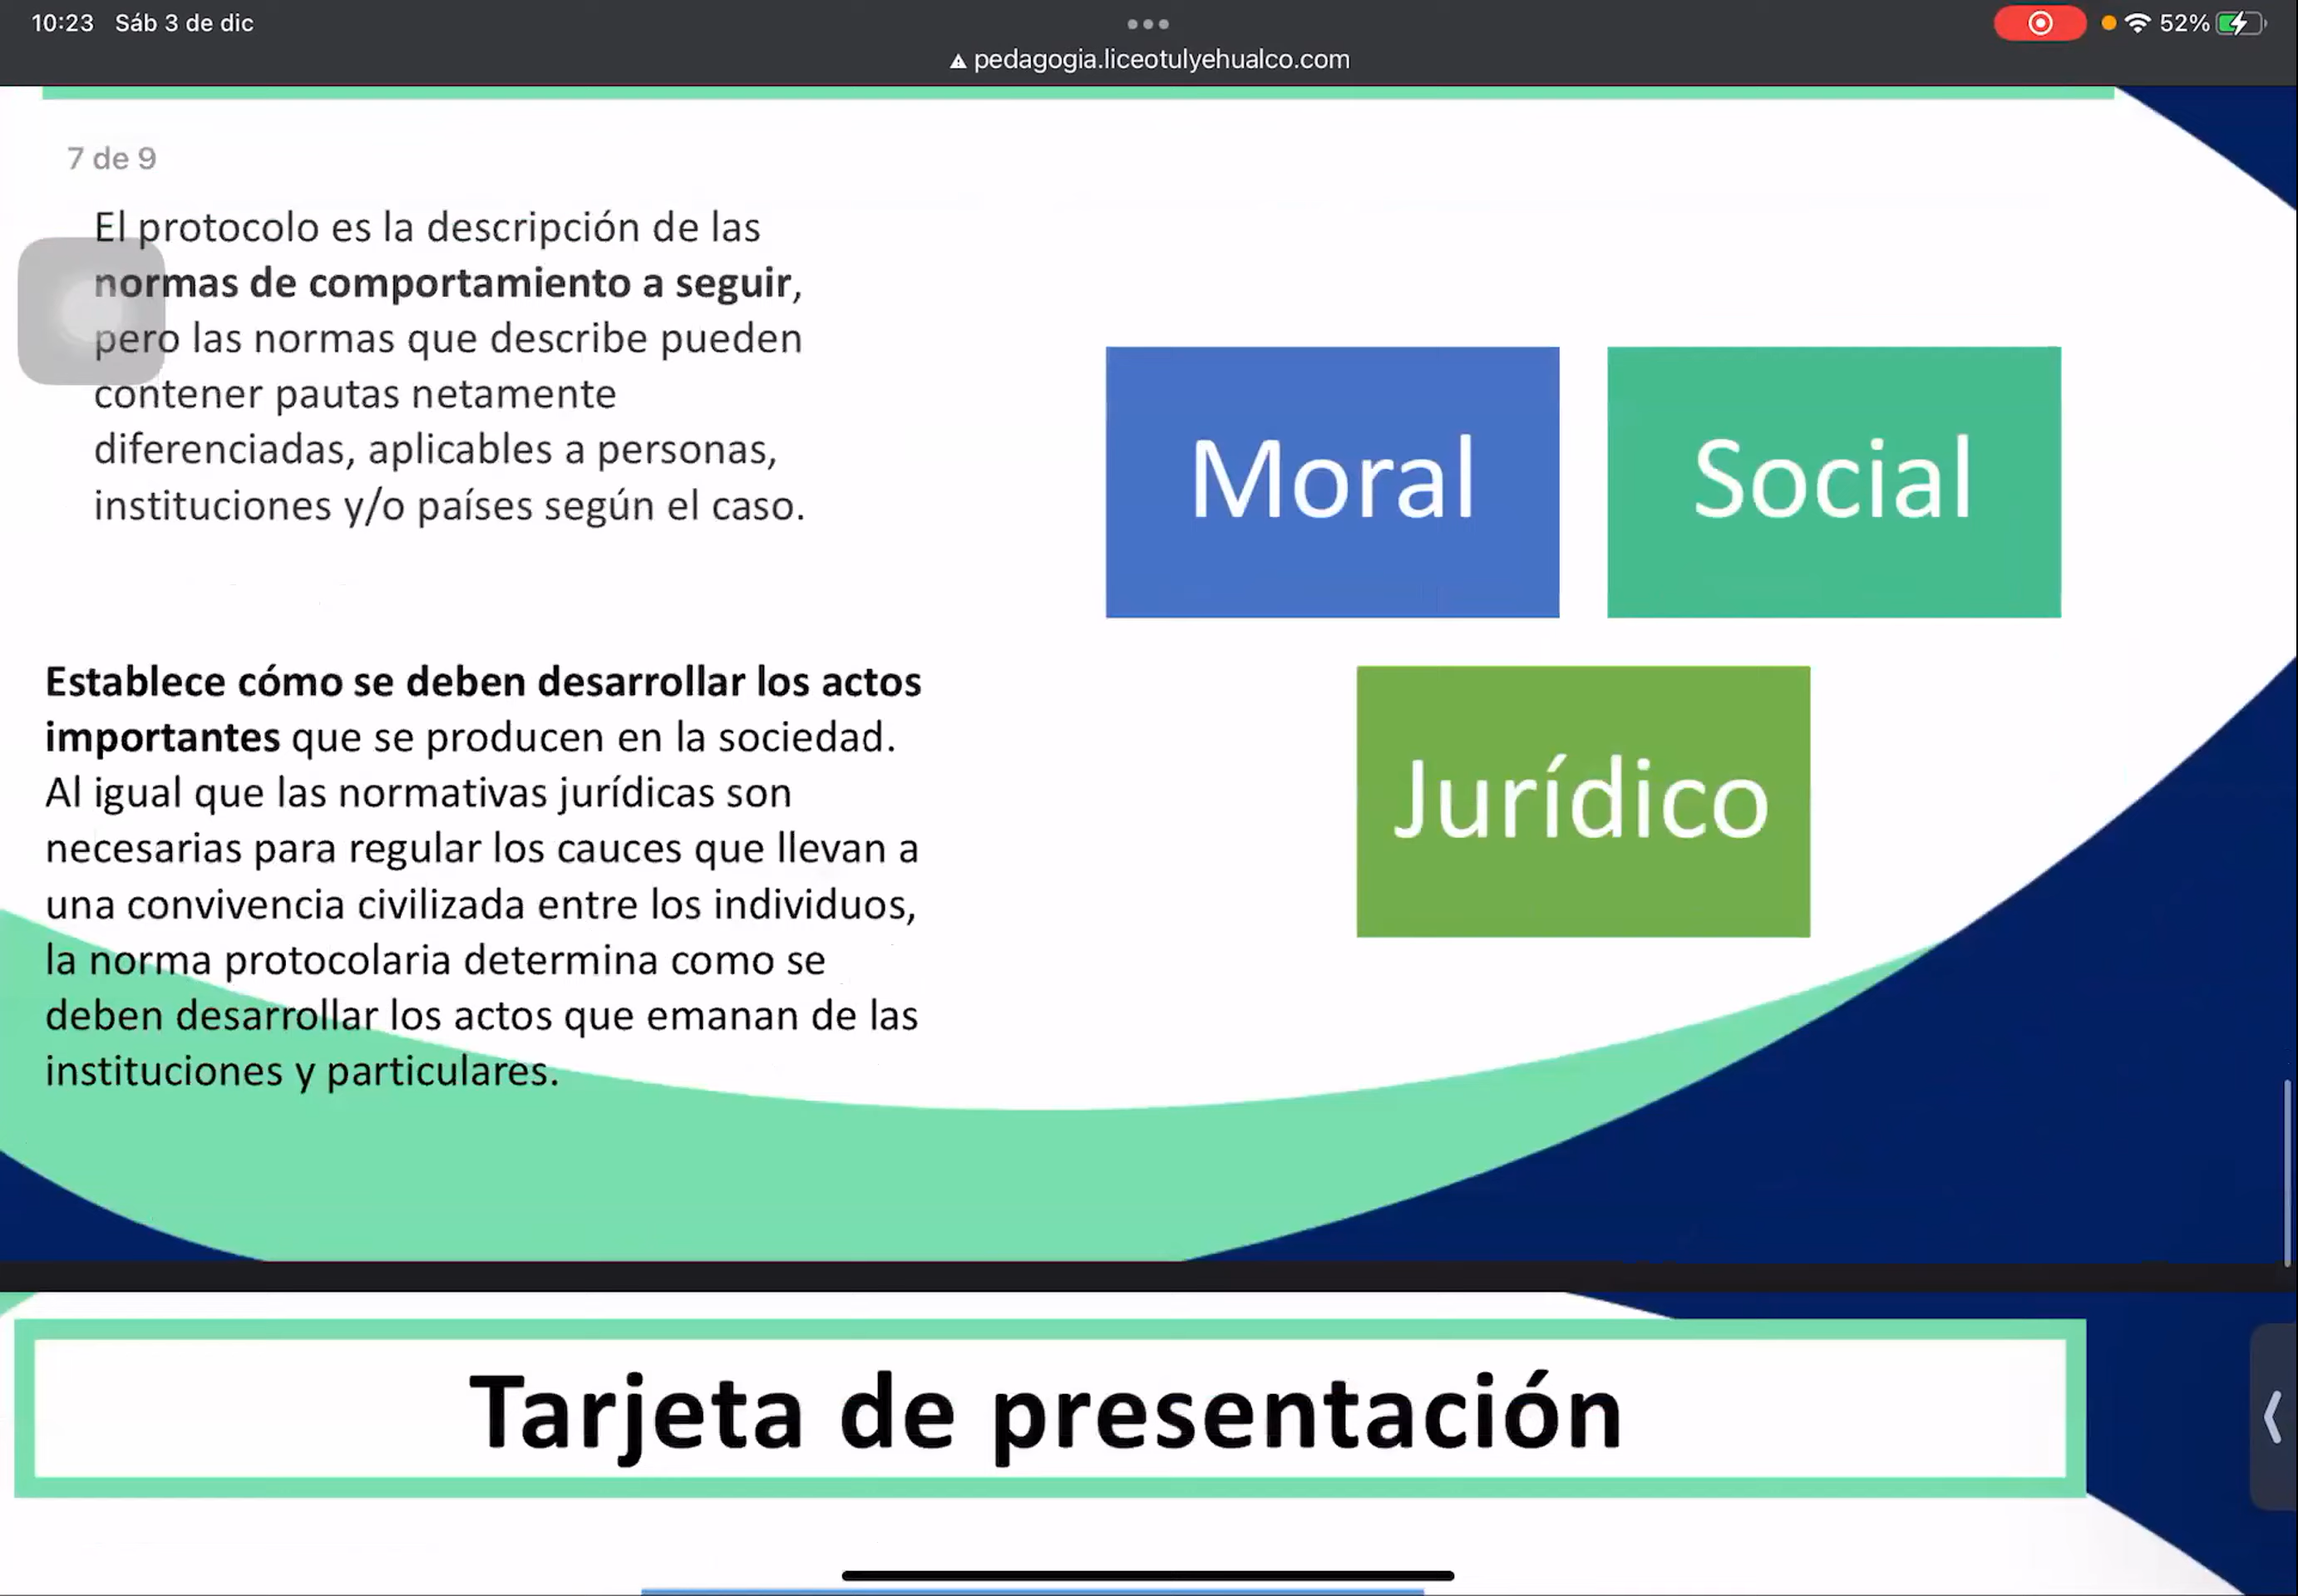 10:23 Sáb 3 de dic
52%
pedagogia.liceotulyehualco.com
7 de 9
El protocolo es la descripción de las
normas de comportamiento a seguir,
pero las normas que describe pueden
contener pautas netamente
diferenciadas, aplicables a personas,
instituciones y/o países según el caso.
Establece cómo se deben desarrollar los actos
importantes que se producen en la sociedad.
Al igual que las normativas jurídicas son
necesarias para regular los cauces que llevan a
una convivencia civilizada entre los individuos,
la norma protocolaria determina como se
deben desarrollar los actos que emanan de las
instituciones y particulares.
Moral
Social
Jurídico
Tarjeta de presentación